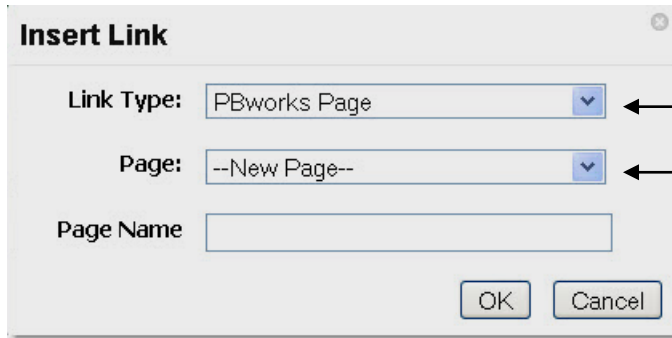 Insert Link
Link Type: PBworks Page
Page: --New Page--
Page Name
OK Cancel